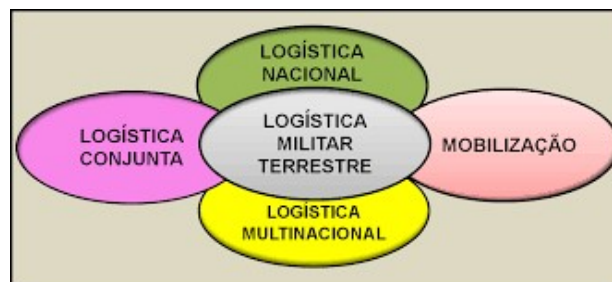 LOGÍSTICA
NACIONAL
LOGÍSTICA
CONJUNTA
LOGÍSTICA
MILITAR
TERRESTRE
MOBILIZAÇÃO
LOGÍSTICA
MULTINACIONAL